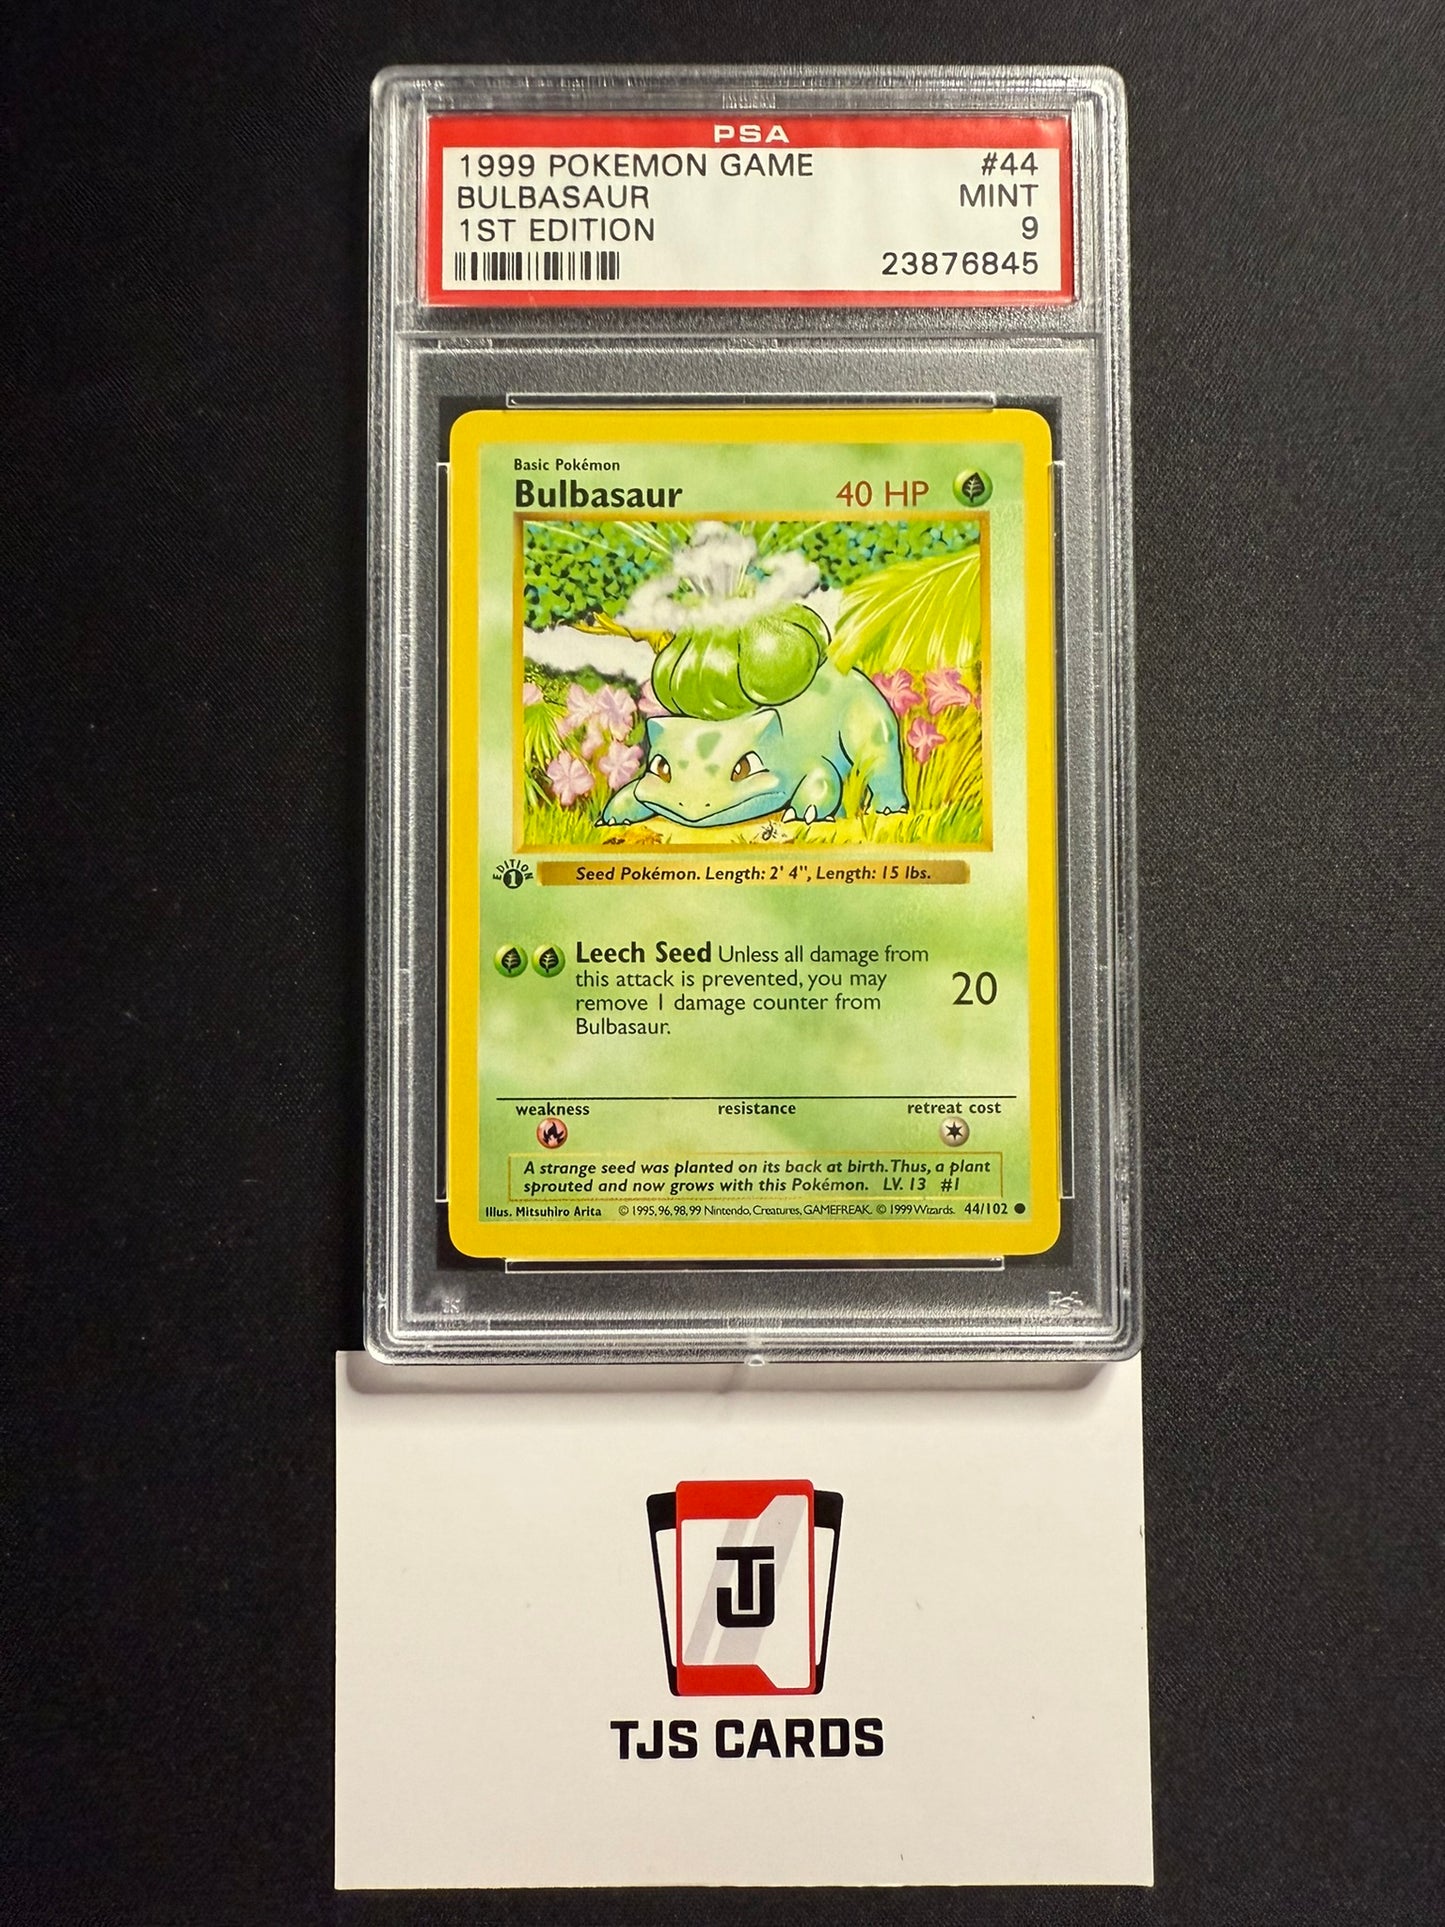 PSA
1999 POKEMON GAME #44
BULBASAUR MINT
1ST EDITION 9
23876845
Basic Pokémon
Bulbasaur 40 HP
EDITION
1
Seed Pokémon. Length: 2' 4", Length: 15 lbs.
Leech Seed Unless all damage from
this attack is prevented, you may
remove 1 damage counter from
Bulbasaur.
20
weakness resistance retreat cost
A strange seed was planted on its back at birth. Thus, a plant
sprouted and now grows with this Pokémon. LV. 13 #1
Illus. Mitsuhiro Arita © 1995, 96, 98, 99 Nintendo, Creatures, GAMEFREAK. © 1999 Wizards. 44/102
TJ
TJS CARDS